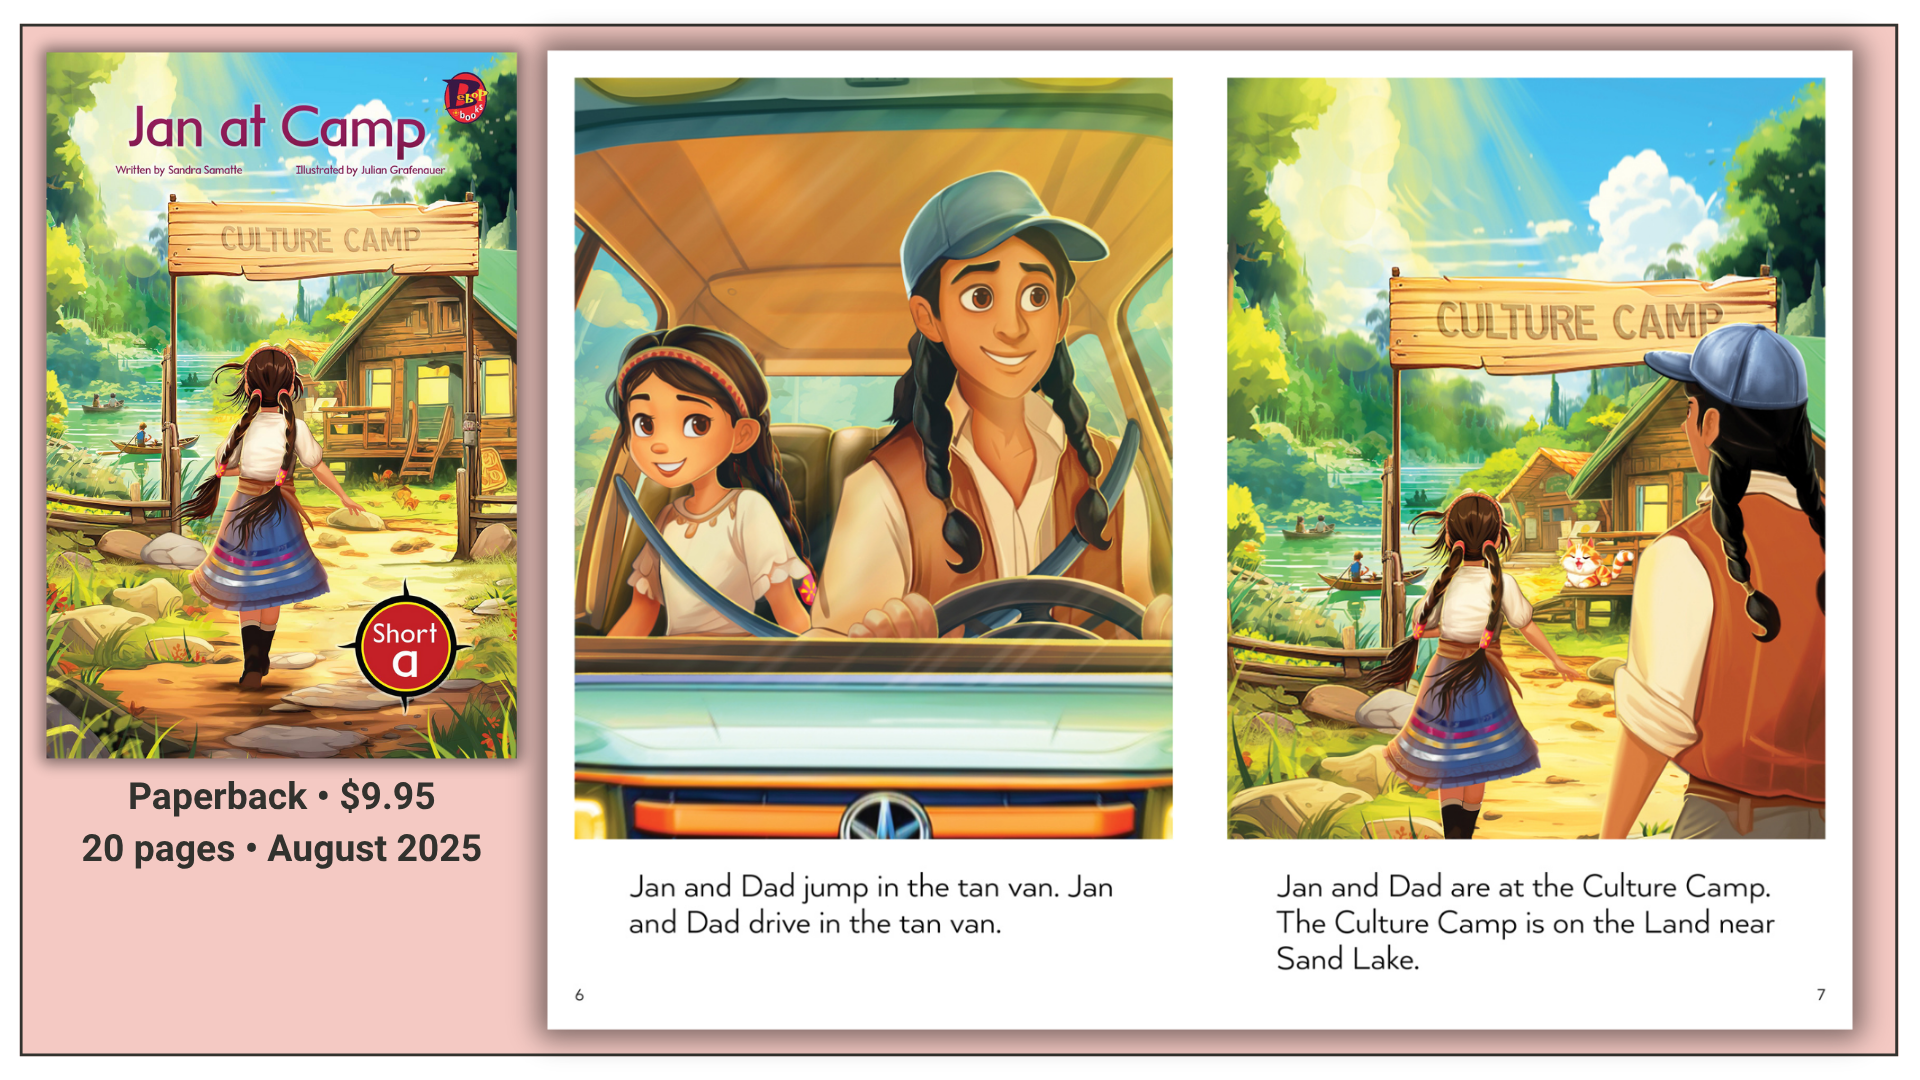 Bebop
books
Jan at Camp
Written by Sandra Samatte
Illustrated by Julian Grafenauer
CULTURE CAMP
Short
a
Paperback • $9.95
20 pages • August 2025
CULTURE CAMP
Jan and Dad jump in the tan van. Jan
and Dad drive in the tan van.
6
Jan and Dad are at the Culture Camp.
The Culture Camp is on the Land near
Sand Lake.
7